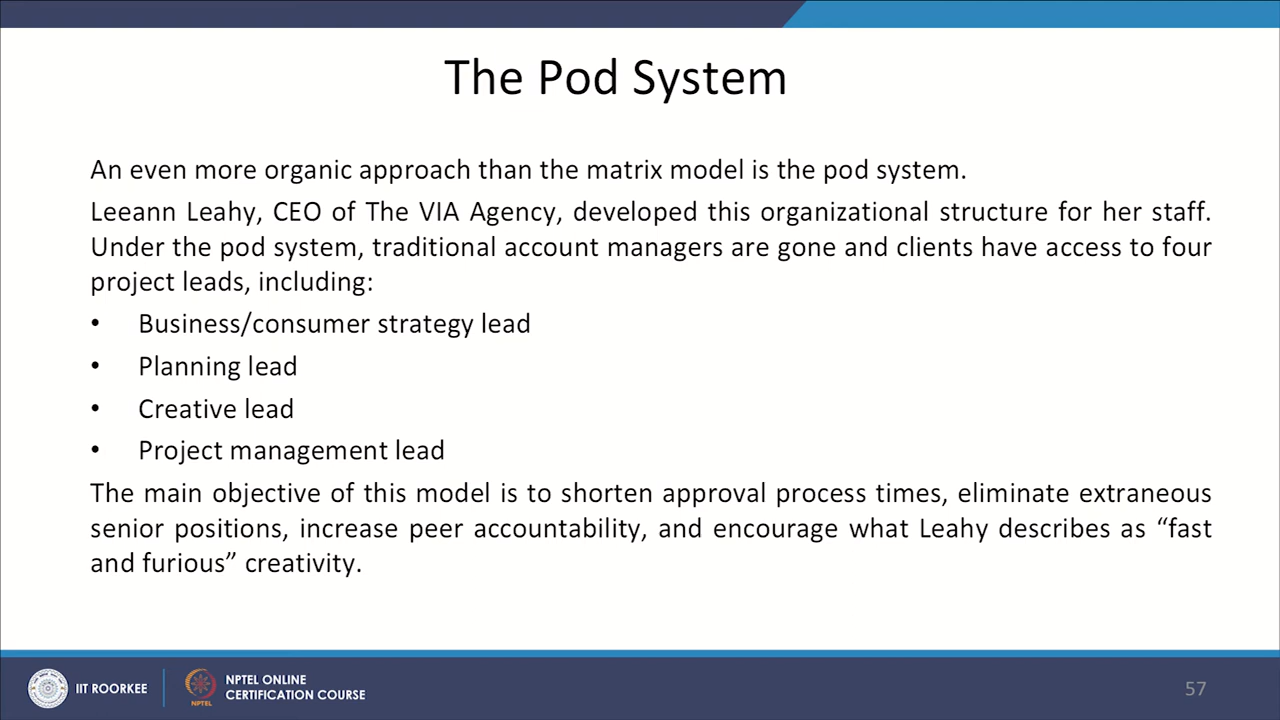 The Pod System
An even more organic approach than the matrix model is the pod system.
Leeann Leahy, CEO of The VIA Agency, developed this organizational structure for her staff.
Under the pod system, traditional account managers are gone and clients have access to four
project leads, including:
• Business/consumer strategy lead
• Planning lead
• Creative lead
• Project management lead
The main objective of this model is to shorten approval process times, eliminate extraneous
senior positions, increase peer accountability, and encourage what Leahy describes as “fast
and furious” creativity.
IIT ROORKEE
NPTEL
NPTEL ONLINE
CERTIFICATION COURSE
57